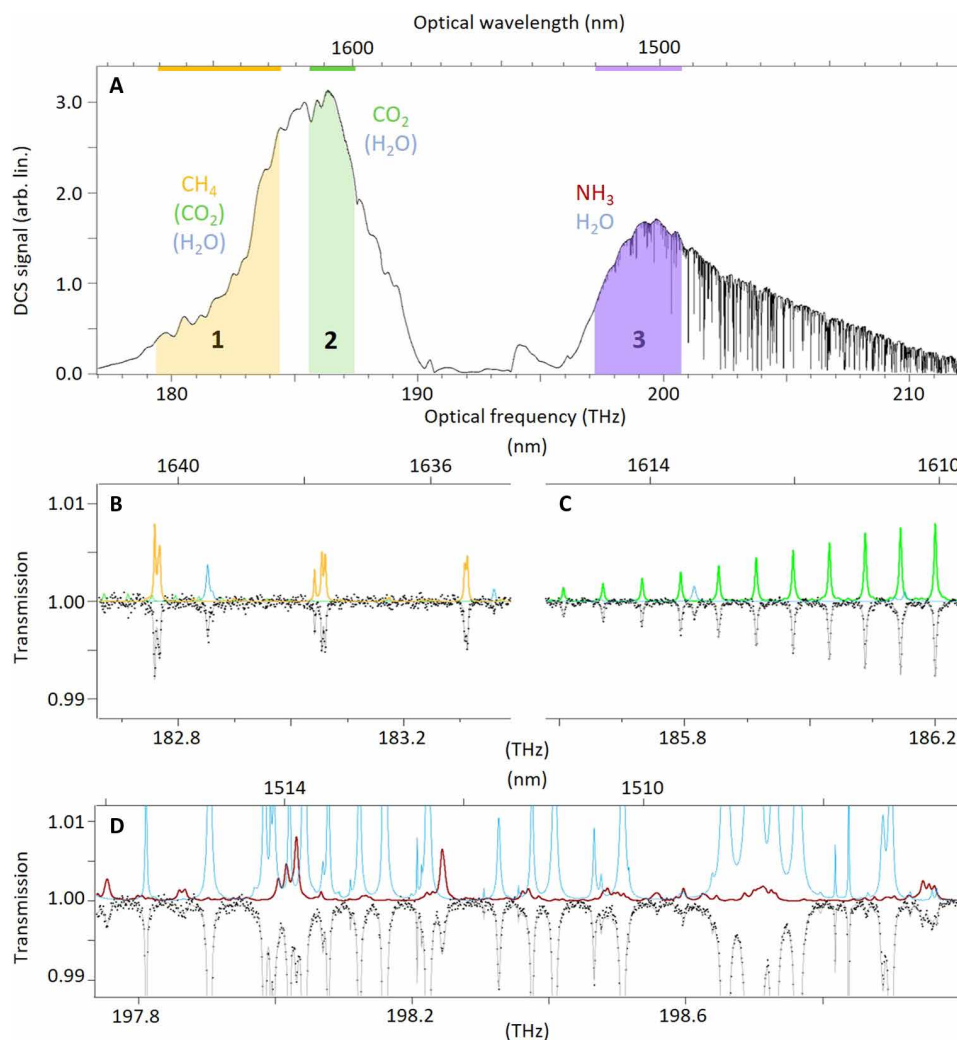 Optical wavelength (nm)
1600
1500
A
3.0
2.0
1.0
0.0
DCS signal (arb. lin.)
CH4
(CO2)
(H2O)
CO2
(H2O)
NH3
H2O
1
2
3
180
190
200
210
Optical frequency (THz)
(nm)
1640
1636
1614
1610
B
C
1.01
1.00
0.99
Transmission
182.8
183.2
185.8
186.2
(THz)
(nm)
1514
1510
D
1.01
1.00
0.99
Transmission
197.8
198.2
198.6
(THz)